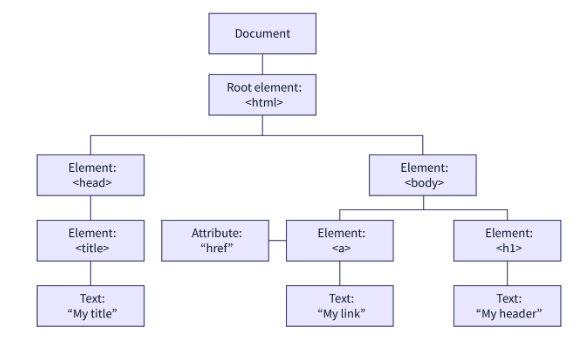 Document
Root element:
<html>
Element:
<head>
Element:
<body>
Element:
<title>
Attribute:
“href”
Element:
<a>
Element:
<h1>
Text:
“My title”
Text:
“My link”
Text:
“My header”